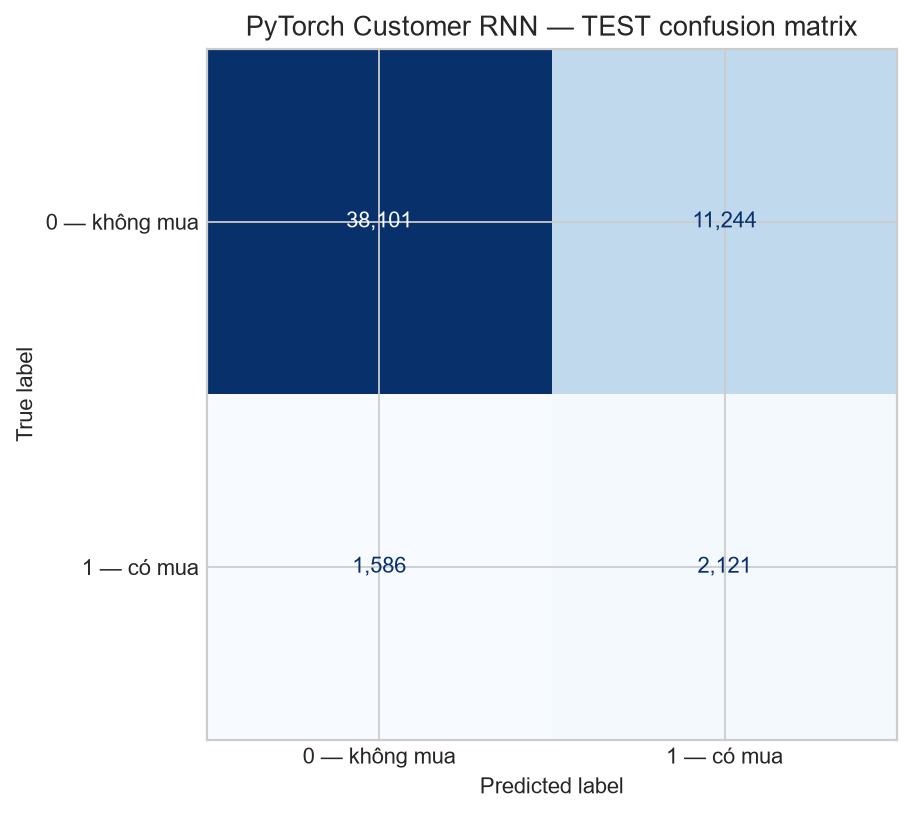 PyTorch Customer RNN — TEST confusion matrix
0 — không mua
38,101
11,244
True label
1 — có mua
1,586
2,121
0 — không mua
1 — có mua
Predicted label